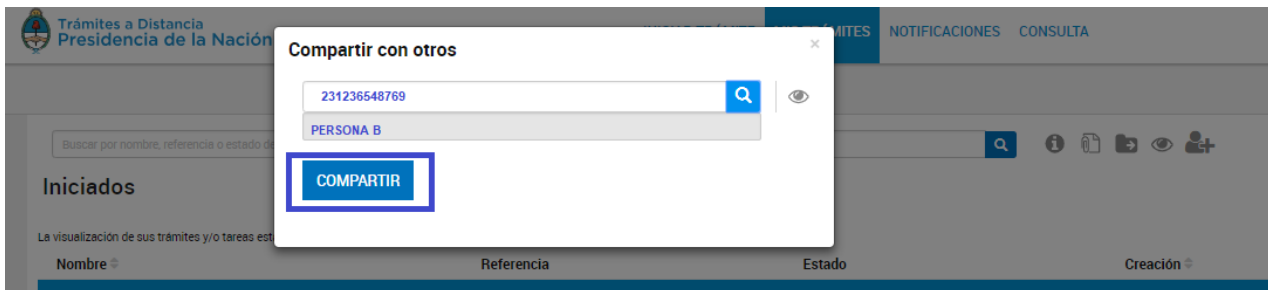 Trámites a Distancia
Presidencia de la Nación
MITES NOTIFICACIONES CONSULTA
Compartir con otros ×
231236548769
PERSONA B
COMPARTIR
Buscar por nombre, referencia o estado de
Iniciados
La visualización de sus trámites y/o tareas est
Nombre Referencia Estado Creación